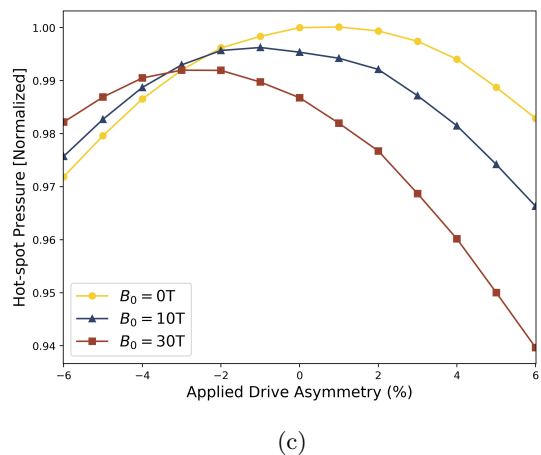 Hot-spot Pressure [Normalized]
1.00
0.99
0.98
0.97
0.96
0.95
0.94
B₀ = 0T
B₀ = 10T
B₀ = 30T
−6 −4 −2 0 2 4 6
Applied Drive Asymmetry (%)
(c)